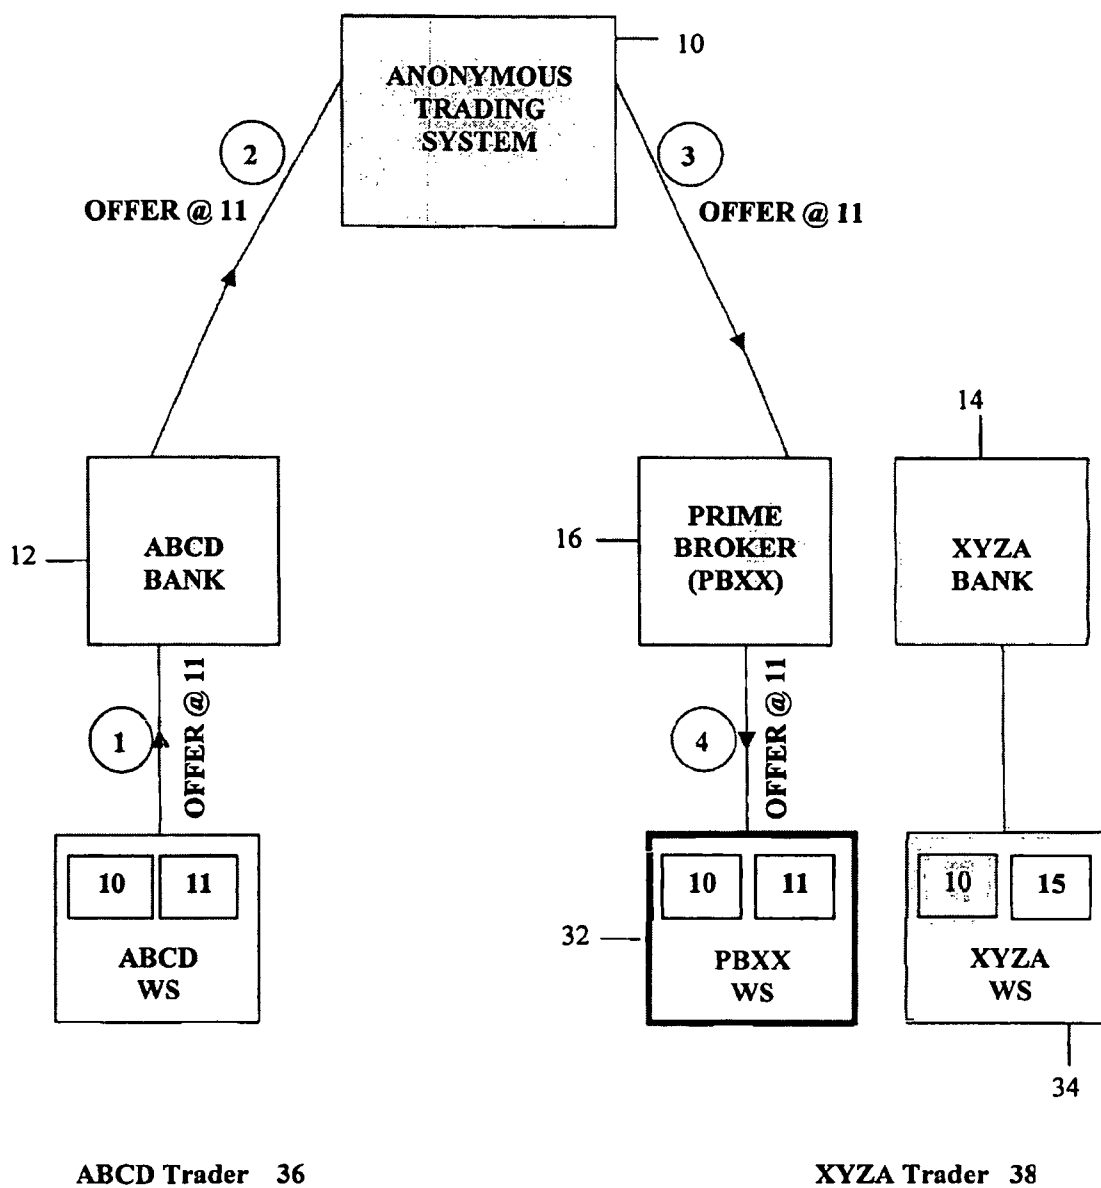 10
ANONYMOUS
TRADING
SYSTEM
2
3
OFFER @ 11
OFFER @ 11
14
12
ABCD
BANK
16
PRIME
BROKER
(PBXX)
XYZA
BANK
1
OFFER @ 11
4
OFFER @ 11
10 11
ABCD
WS
32
10 11
PBXX
WS
10 15
XYZA
WS
34
ABCD Trader 36
XYZA Trader 38